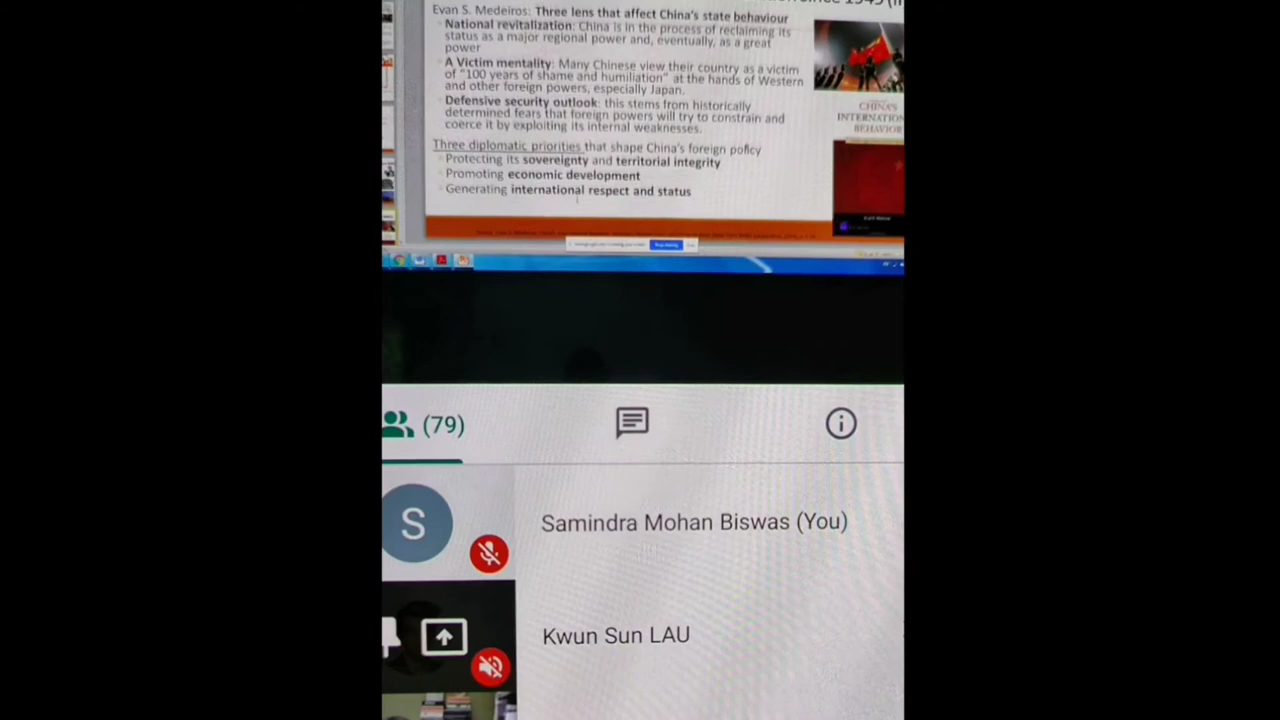 since 1949
Evan S. Medeiros: Three lens that affect China's state behaviour
National revitalization: China is in the process of reclaiming its
status as a major regional power and, eventually, as a great
power
A Victim mentality: Many Chinese view their country as a victim
of "100 years of shame and humiliation" at the hands of Western
and other foreign powers, especially Japan.
Defensive security outlook: this stems from historically
determined fears that foreign powers will try to constrain and
coerce it by exploiting its internal weaknesses.
Three diplomatic priorities that shape China's foreign policy
Protecting its sovereignty and territorial integrity
Promoting economic development
Generating international respect and status
CHINA'S
INTERNATION
BEHAVIOR
(79)
S
Samindra Mohan Biswas (You)
Kwun Sun LAU